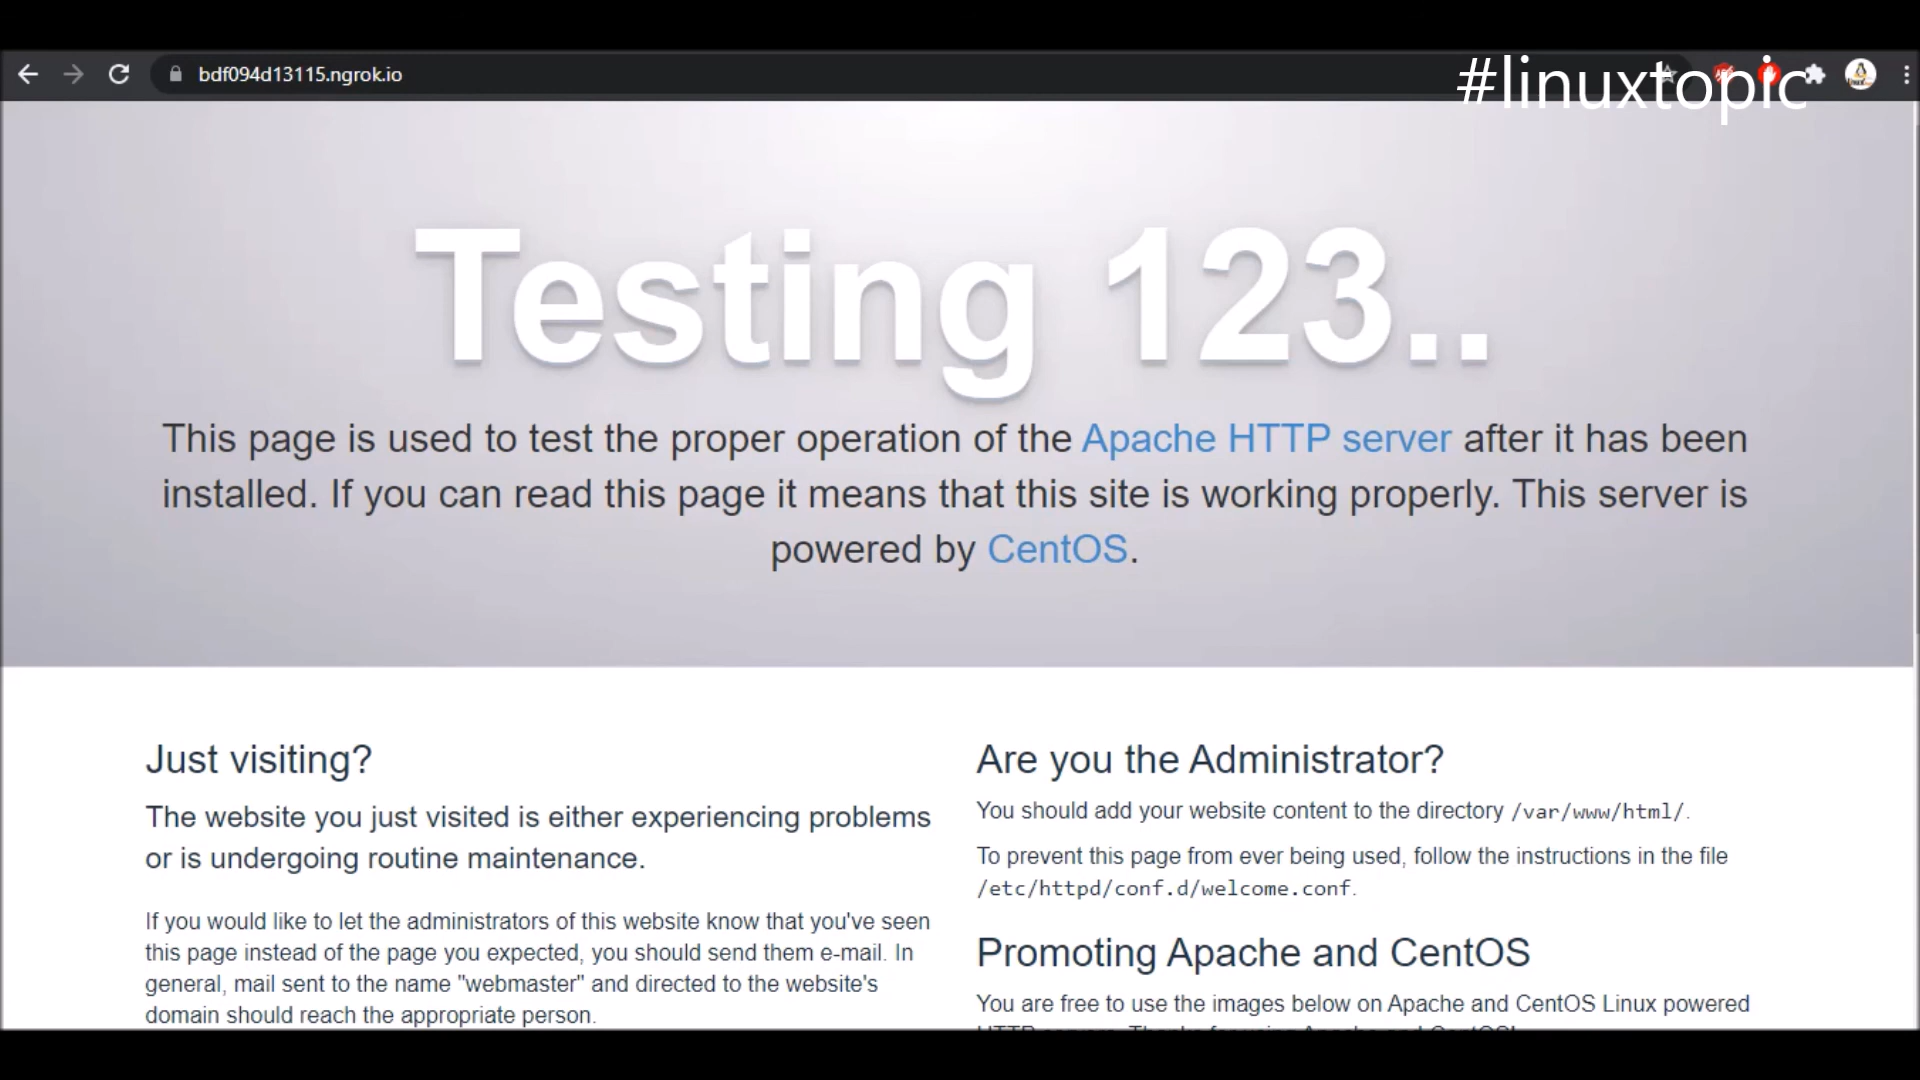 bdf094d13115.ngrok.io
#linuxtopic
Testing 123..
This page is used to test the proper operation of the Apache HTTP server after it has been
installed. If you can read this page it means that this site is working properly. This server is
powered by CentOS.
Just visiting?
The website you just visited is either experiencing problems
or is undergoing routine maintenance.
If you would like to let the administrators of this website know that you've seen
this page instead of the page you expected, you should send them e-mail. In
general, mail sent to the name "webmaster" and directed to the website's
domain should reach the appropriate person.
Are you the Administrator?
You should add your website content to the directory /var/www/html/.
To prevent this page from ever being used, follow the instructions in the file
/etc/httpd/conf.d/welcome.conf.
Promoting Apache and CentOS
You are free to use the images below on Apache and CentOS Linux powered